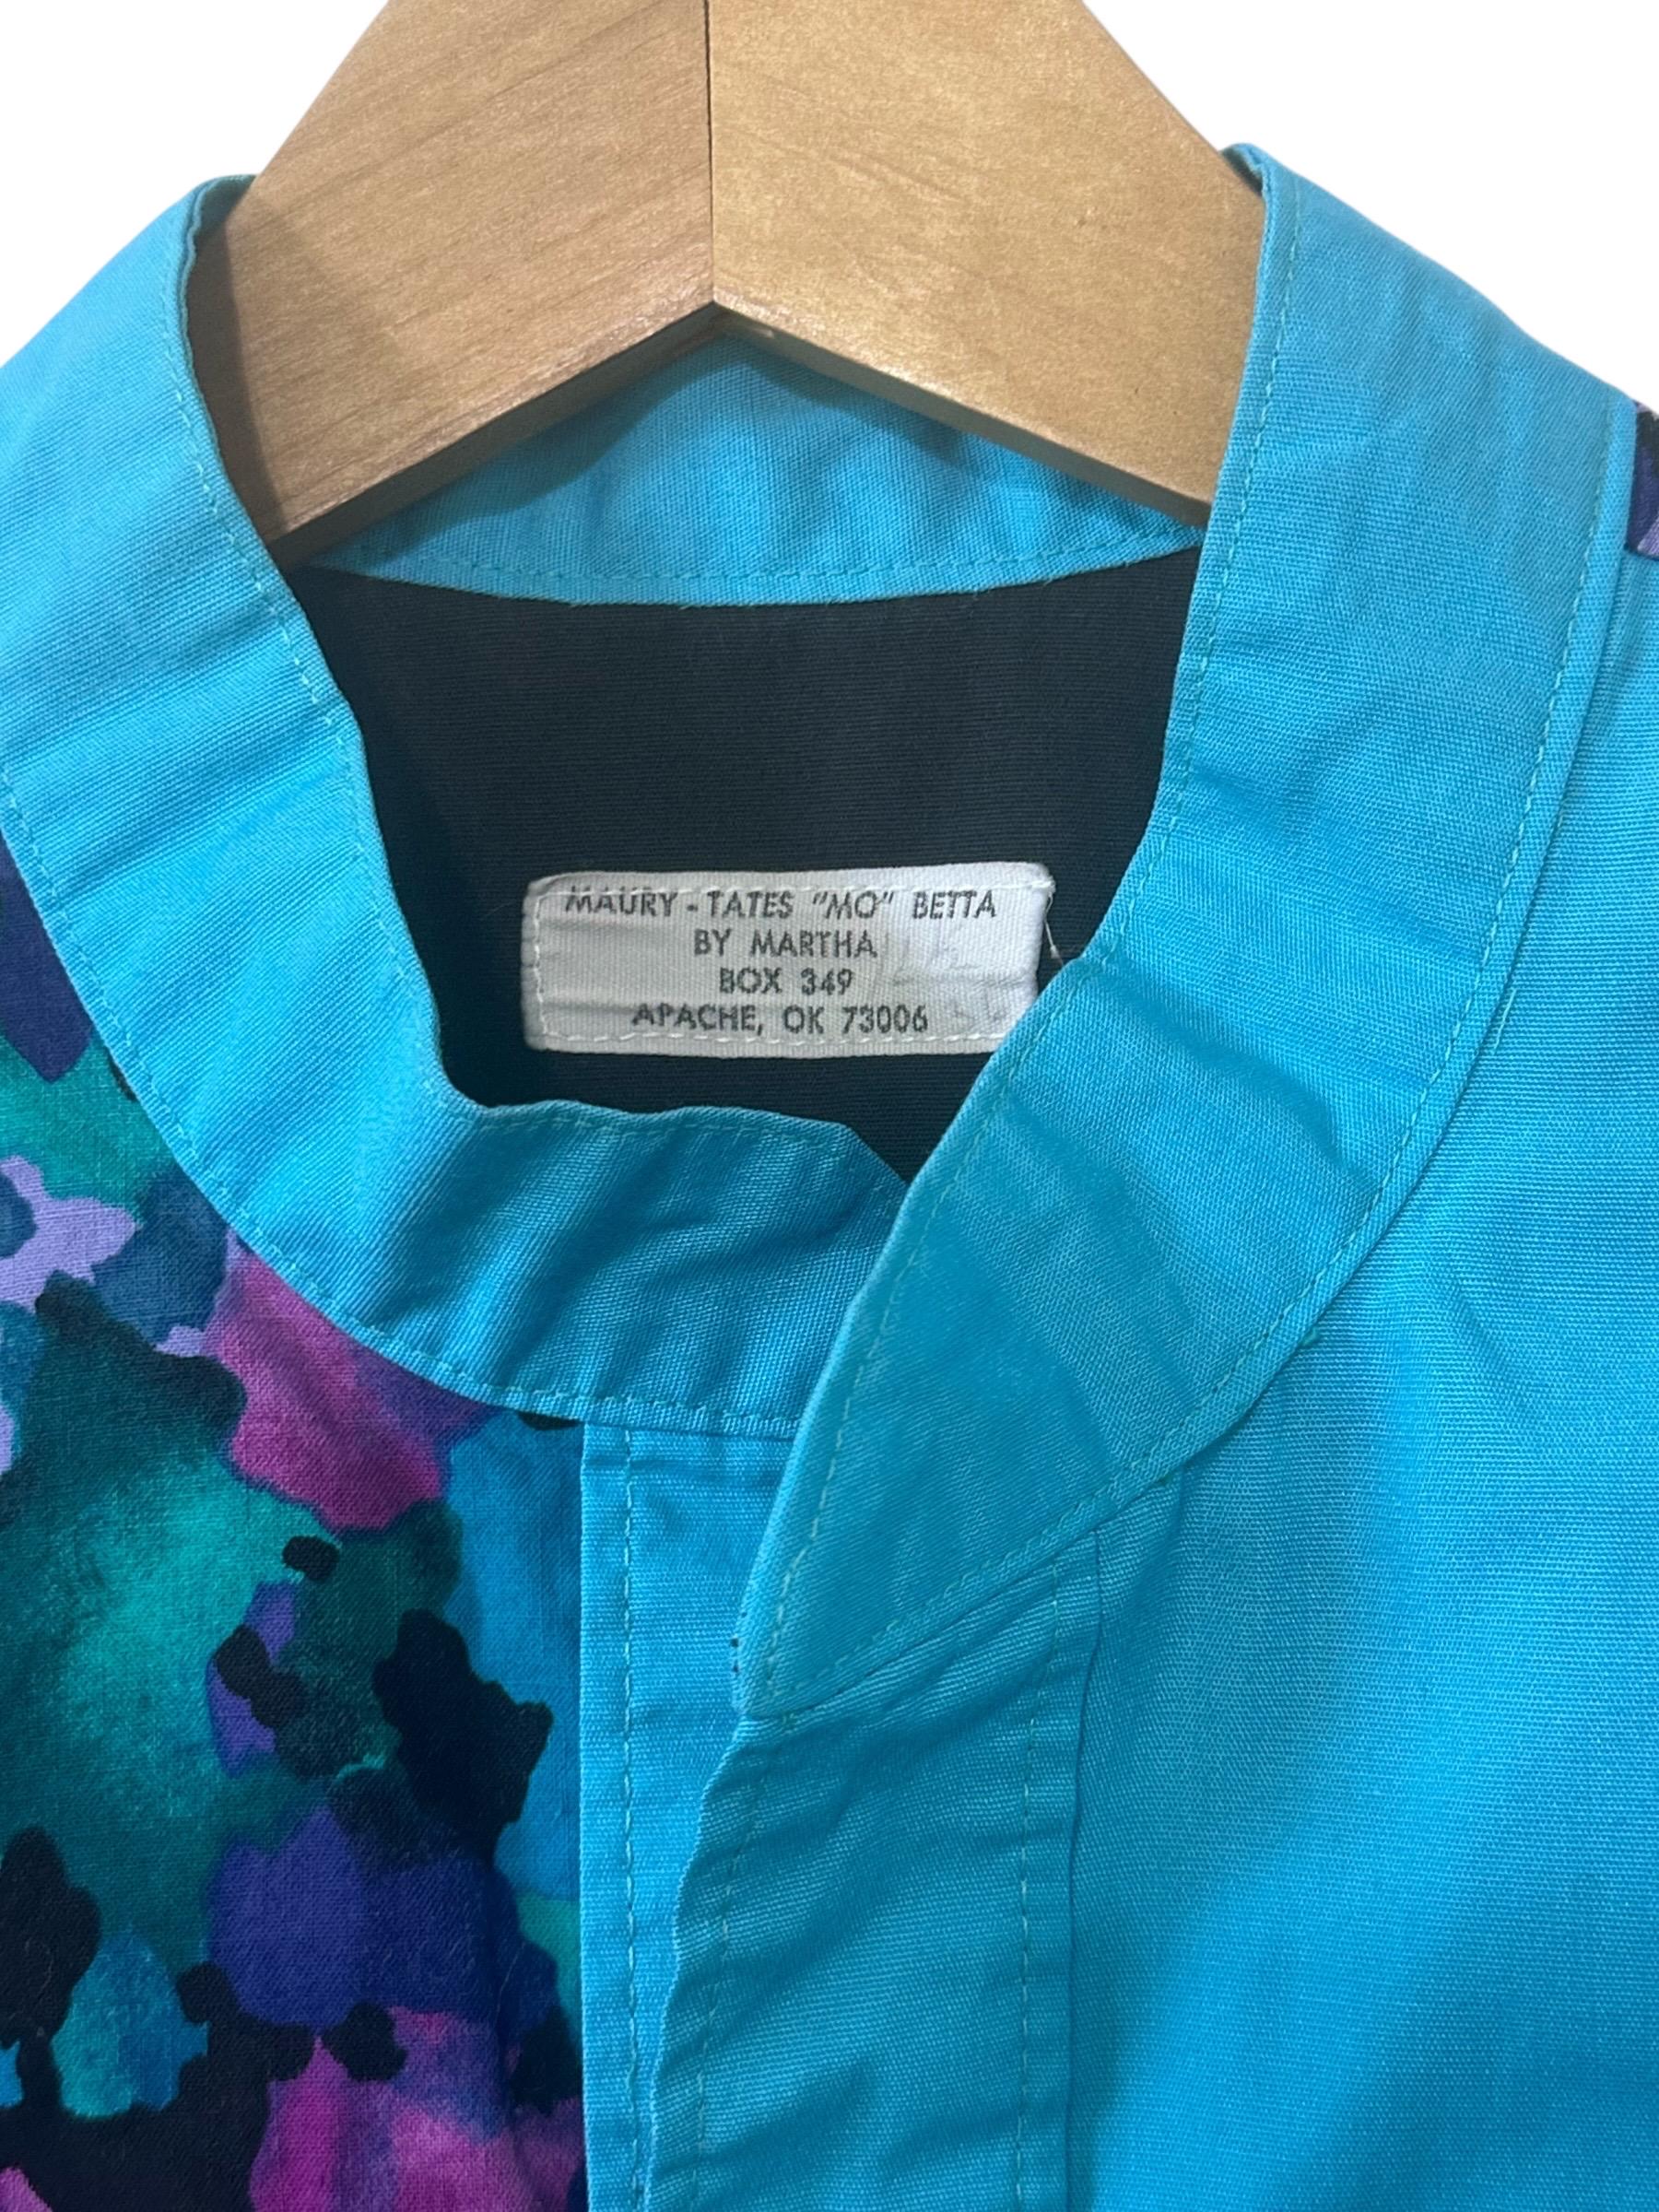 MAURY - TATES "MO" BETTA
BY MARTHA
BOX 349
APACHE, OK 73006